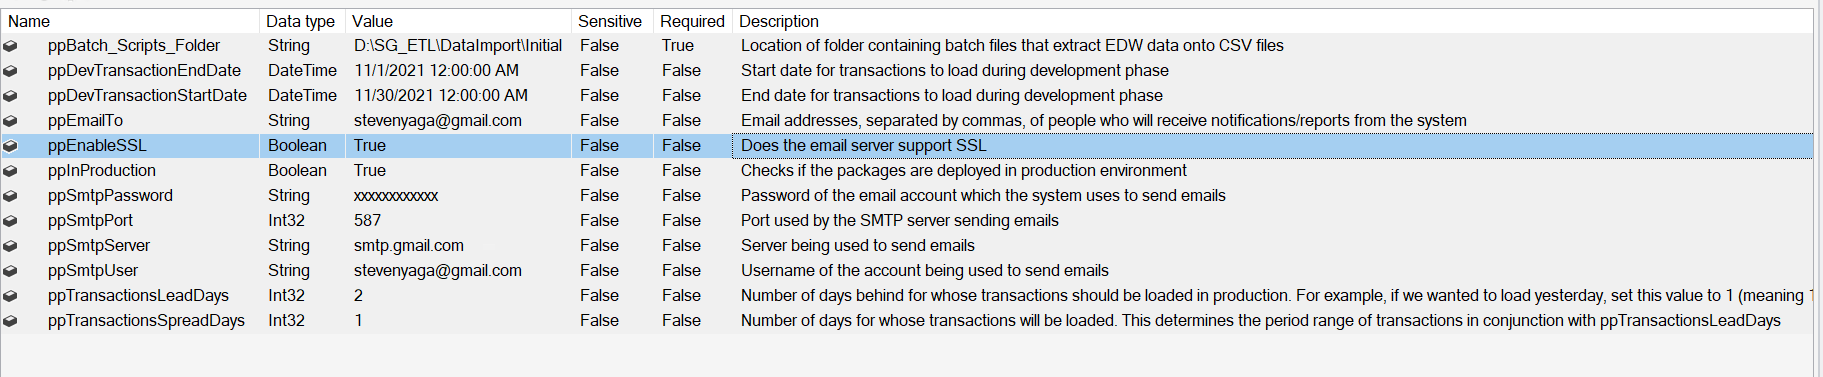 Name Data type Value Sensitive Required Description
ppBatch_Scripts_Folder String D:\SG_ETL\DataImport\Initial False True Location of folder containing batch files that extract EDW data onto CSV files
ppDevTransactionEndDate DateTime 11/1/2021 12:00:00 AM False False Start date for transactions to load during development phase
ppDevTransactionStartDate DateTime 11/30/2021 12:00:00 AM False False End date for transactions to load during development phase
ppEmailTo String stevenyaga@gmail.com False False Email addresses, separated by commas, of people who will receive notifications/reports from the system
ppEnableSSL Boolean True False False Does the email server support SSL
ppInProduction Boolean True False False Checks if the packages are deployed in production environment
ppSmtpPassword String xxxxxxxxxxx False False Password of the email account which the system uses to send emails
ppSmtpPort Int32 587 False False Port used by the SMTP server sending emails
ppSmtpServer String smtp.gmail.com False False Server being used to send emails
ppSmtpUser String stevenyaga@gmail.com False False Username of the account being used to send emails
ppTransactionsLeadDays Int32 2 False False Number of days behind for whose transactions should be loaded in production. For example, if we wanted to load yesterday, set this value to 1 (meaning 1
ppTransactionsSpreadDays Int32 1 False False Number of days for whose transactions will be loaded. This determines the period range of transactions in conjunction with ppTransactionsLeadDays